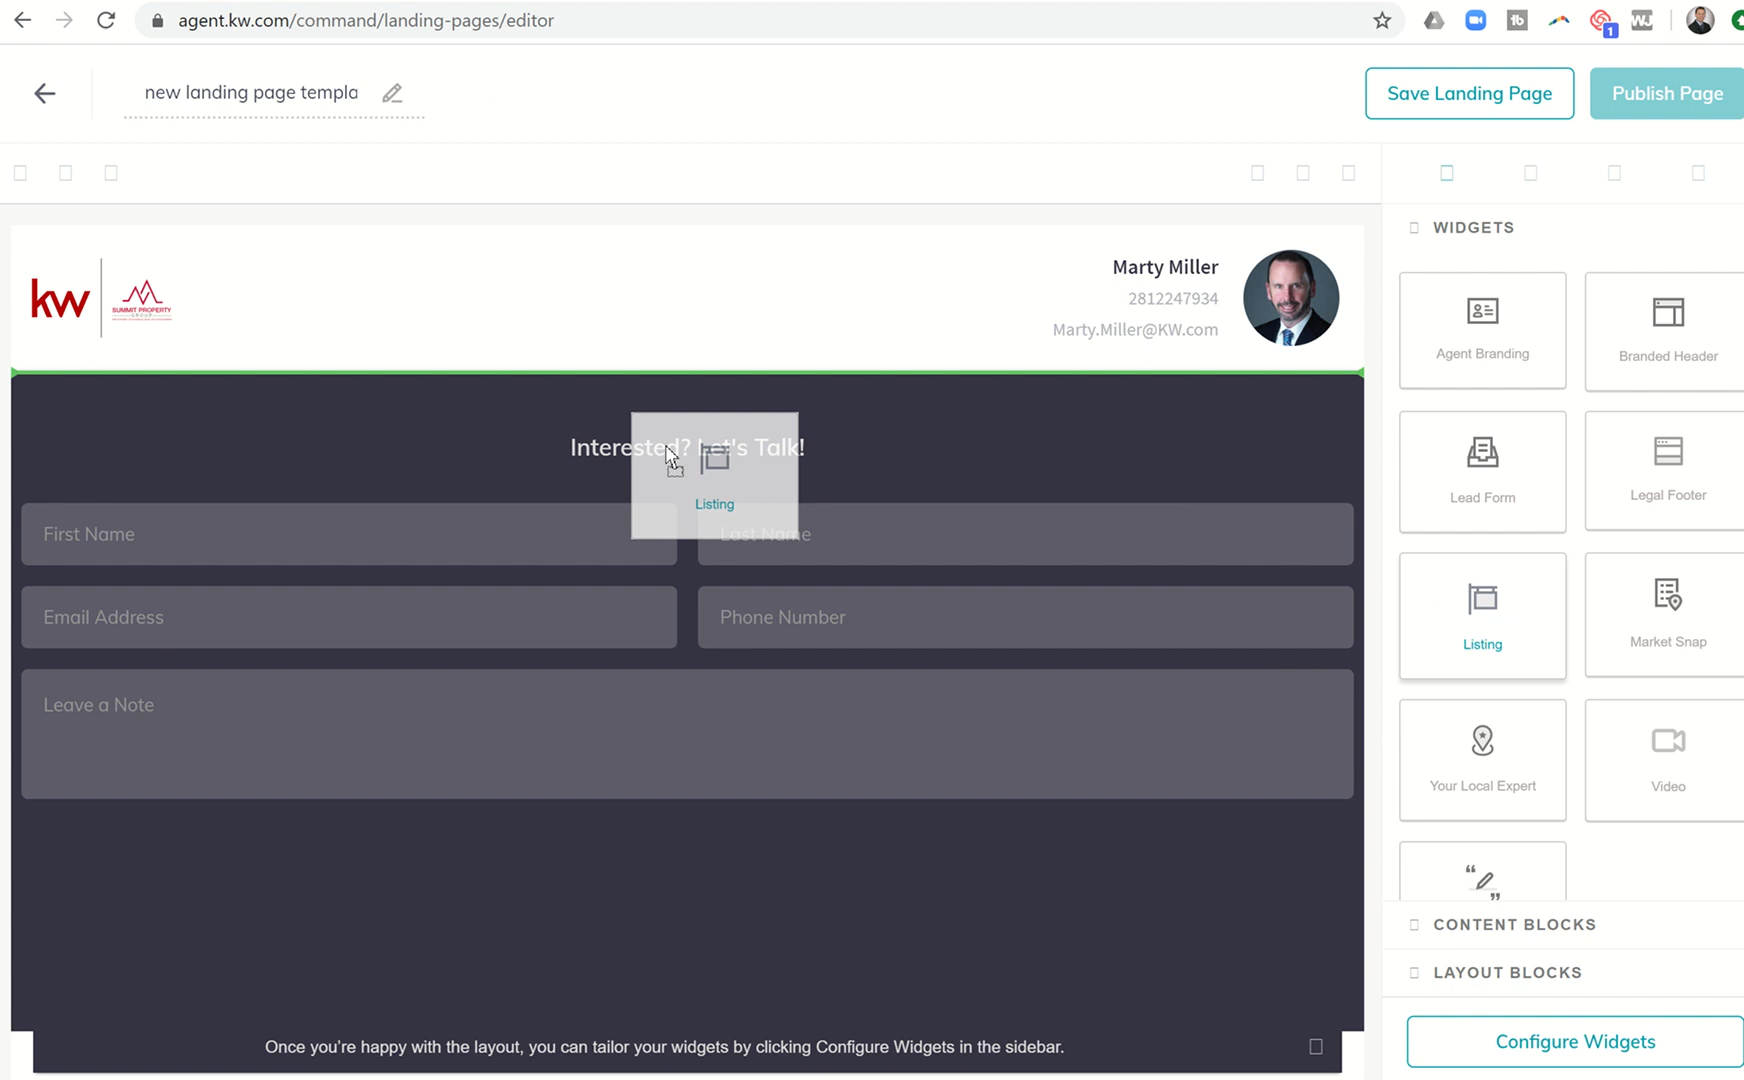 agent.kw.com/command/landing-pages/editor
1
new landing page templa
Save Landing Page
Publish Page
WIDGETS
kw
SUMMIT PROPERTY
GROUP
Marty Miller
2812247934
Marty.Miller@KW.com
Agent Branding
Branded Header
Interested? Let's Talk!
Listing
First Name
Last Name
Email Address
Phone Number
Leave a Note
Lead Form
Legal Footer
Listing
Market Snap
Your Local Expert
Video
CONTENT BLOCKS
LAYOUT BLOCKS
Once you're happy with the layout, you can tailor your widgets by clicking Configure Widgets in the sidebar.
Configure Widgets